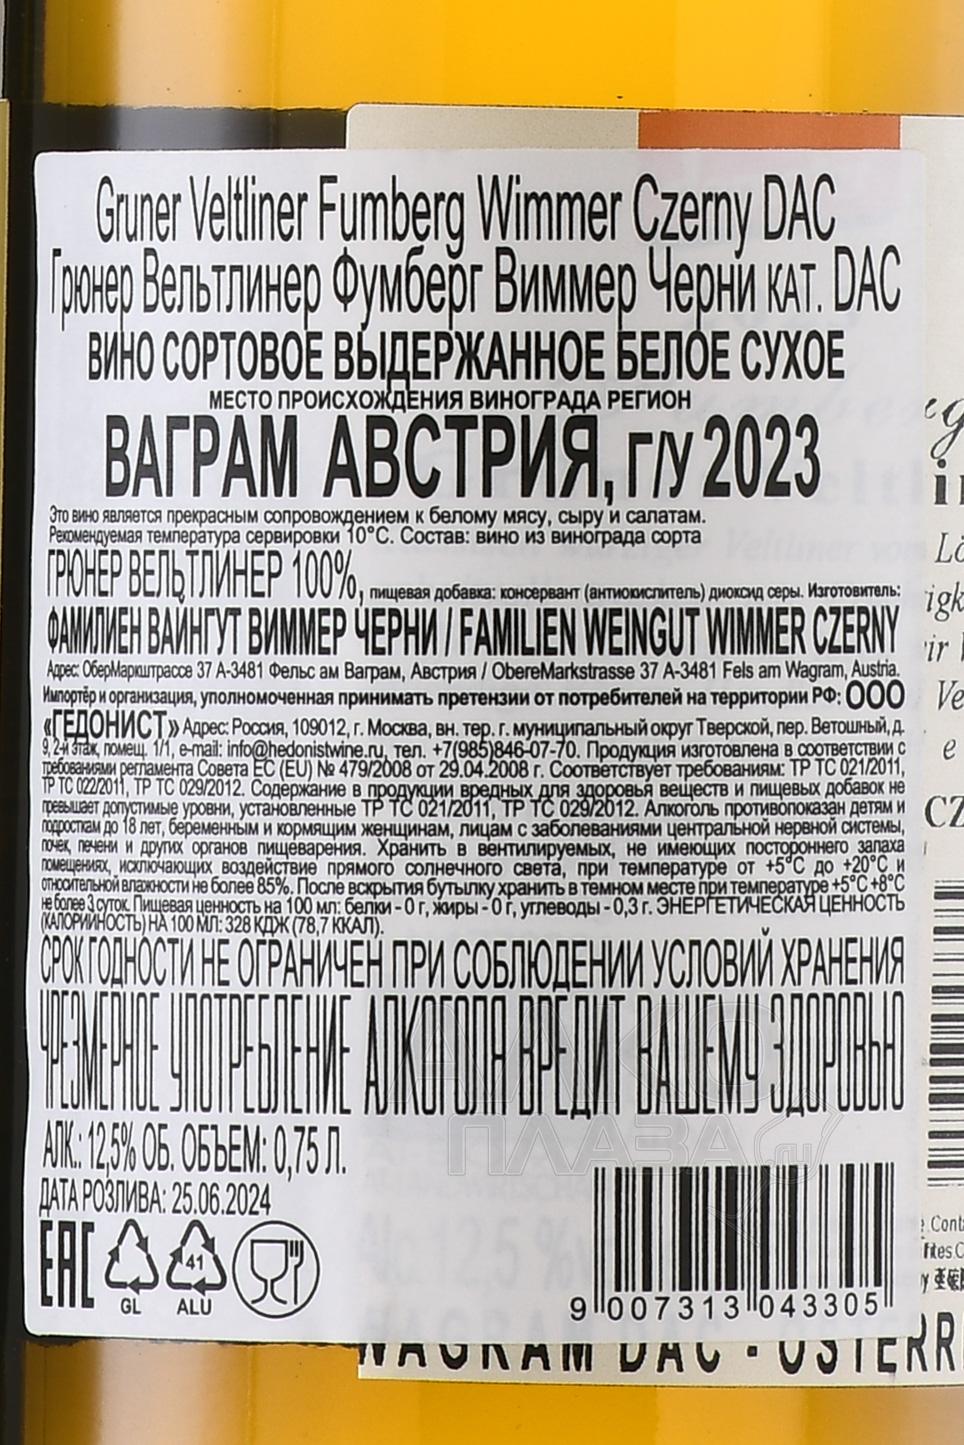 Gruner Veltliner Fumberg Wimmer Czerny DAC
Грюнер Вельтлинер Фумберг Виммер Черни КАТ. DAC
ВИНО СОРТОВОЕ ВЫДЕРЖАННОЕ БЕЛОЕ СУХОЕ
МЕСТО ПРОИСХОЖДЕНИЯ ВИНОГРАДА РЕГИОН
ВАГРАМ АВСТРИЯ, Г/У 2023
Это вино является прекрасным сопровождением к белому мясу, сыру и салатам.
Рекомендуемая температура сервировки 10°С. Состав: вино из винограда сорта
ГРЮНЕР ВЕЛЬТЛИНЕР 100%, пищевая добавка: консервант (антиокислитель) диоксид серы. Изготовитель:
ФАМИЛИЕН ВАЙНГУТ ВИММЕР ЧЕРНИ / FAMILIEN WEINGUT WIMMER CZERNY
Адрес: ОберМаркштрассе 37 А-3481 Фельс ам Ваграм, Австрия / ObereMarkstrasse 37 A-3481 Fels am Wagram, Austria.
Импортёр и организация, уполномоченная принимать претензии от потребителей на территории РФ: ООО
«ГЕДОНИСТ» Адрес: Россия, 109012, г. Москва, вн. тер. г. муниципальный округ Тверской, пер. Ветошный, д.
9, 2-й этаж, помещ. 1/1, e-mail: info@hedonistwine.ru, тел. +7(985)846-07-70. Продукция изготовлена в соответствии с
требованиями регламента Совета ЕС (EU) № 479/2008 от 29.04.2008 г. Соответствует требованиям: ТР ТС 021/2011,
ТР ТС 022/2011, ТР ТС 029/2012. Содержание в продукции вредных для здоровья веществ и пищевых добавок не
превышает допустимые уровни, установленные ТР ТС 021/2011, ТР ТС 029/2012. Алкоголь противопоказан детям и
подросткам до 18 лет, беременным и кормящим женщинам, лицам с заболеваниями центральной нервной системы,
почек, печени и других органов пищеварения. Хранить в вентилируемых, не имеющих постороннего запаха
помещениях, исключающих воздействие прямого солнечного света, при температуре от +5°С до +20°С и
относительной влажности не более 85%. После вскрытия бутылку хранить в темном месте при температуре +5°С +8°С
не более 3 суток. Пищевая ценность на 100 мл: белки - 0 г, жиры - 0 г, углеводы - 0,3 г. ЭНЕРГЕТИЧЕСКАЯ ЦЕННОСТЬ
(КАЛОРИЙНОСТЬ) НА 100 МЛ: 328 КДЖ (78,7 ККАЛ).
СРОК ГОДНОСТИ НЕ ОГРАНИЧЕН ПРИ СОБЛЮДЕНИИ УСЛОВИЙ ХРАНЕНИЯ
ЧРЕЗМЕРНОЕ УПОТРЕБЛЕНИЕ АЛКОГОЛЯ ВРЕДИТ ВАШЕМУ ЗДОРОВЬЮ
АЛК.: 12,5% ОБ. ОБЪЕМ: 0,75 Л.
ДАТА РОЗЛИВА: 25.06.2024
EAC
GL
41
ALU
9 007313 043305
АЛКО
ПЛАЗА.ru
WAGRAM DAC - ÖSTERR